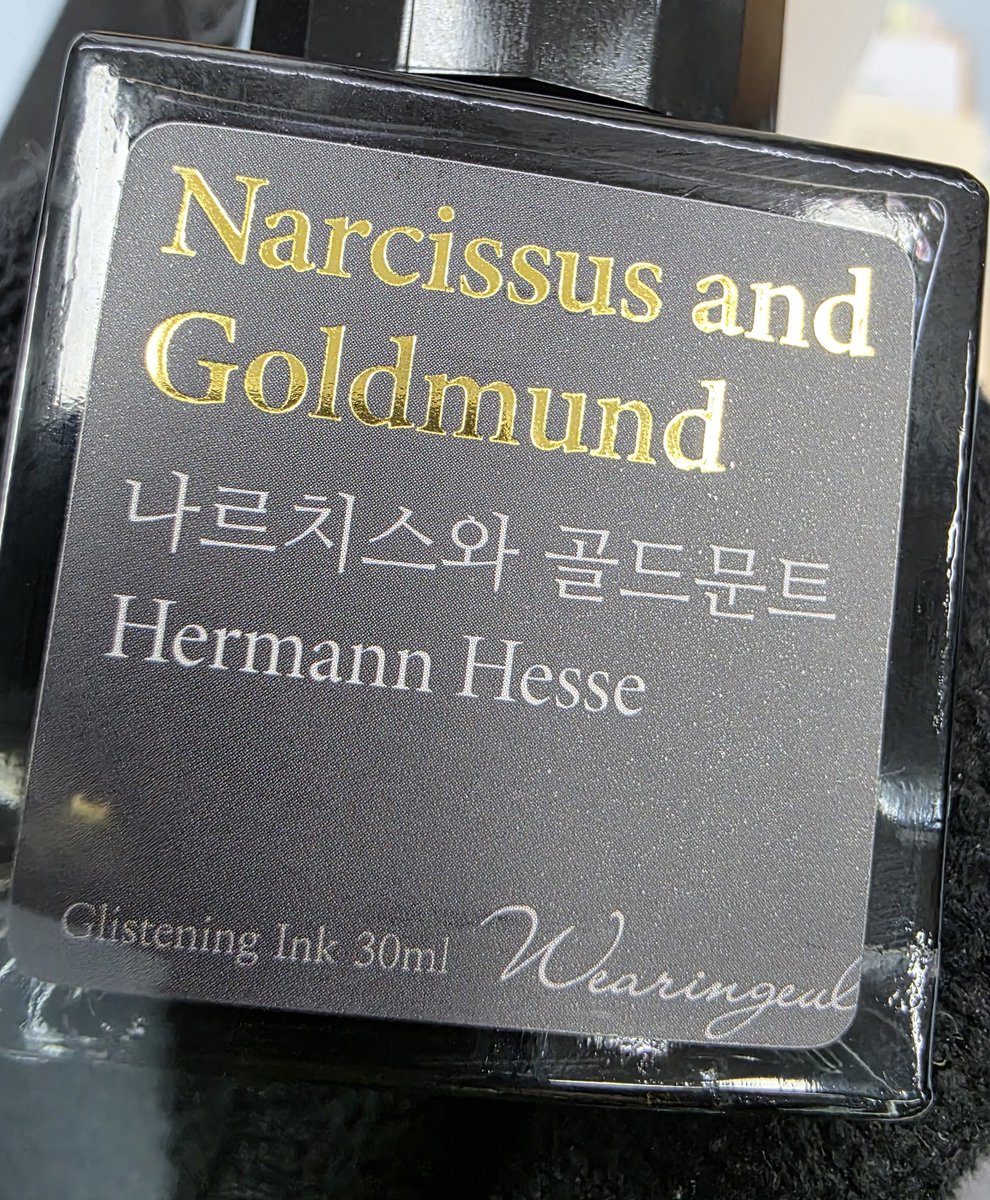 Narcissus and
Goldmund
나르치스와 골드문트
Hermann Hesse
Glistening Ink 30ml
Wearingeul